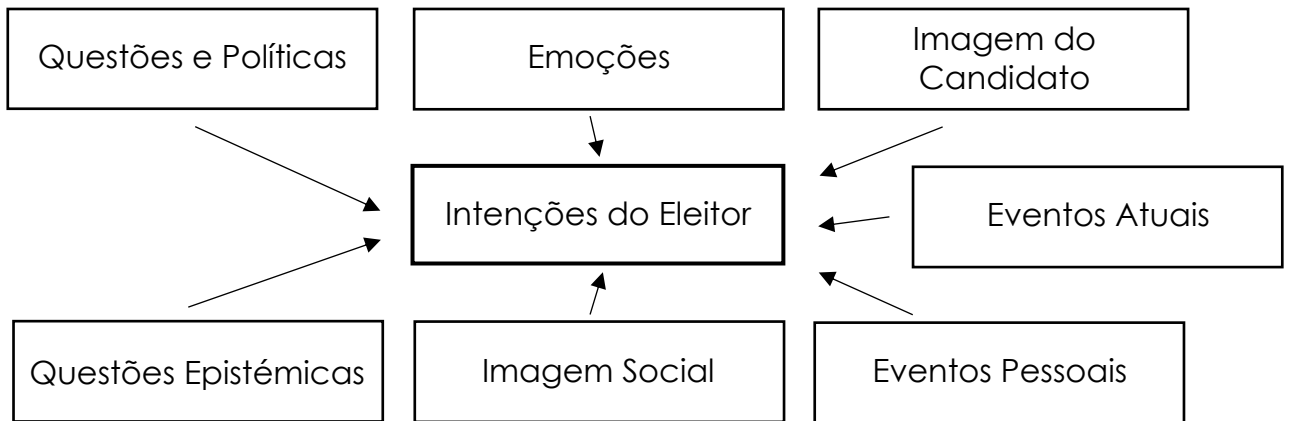 Questões e Políticas
Emoções
Imagem do
Candidato
Intenções do Eleitor
Eventos Atuais
Questões Epistémicas
Imagem Social
Eventos Pessoais